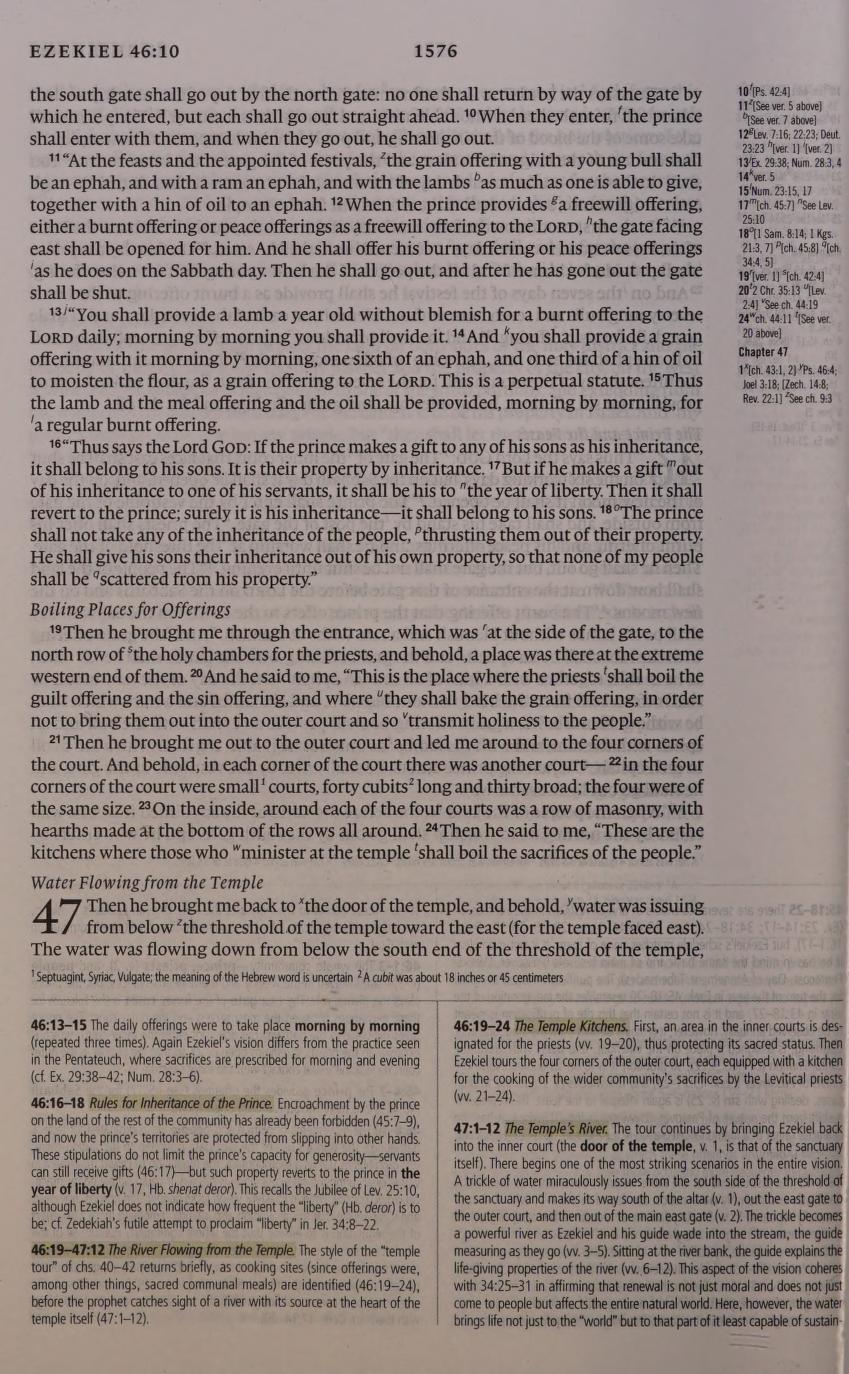 EZEKIEL 46:10
1576
the south gate shall go out by the north gate: no one shall return by way of the gate by
which he entered, but each shall go out straight ahead. 10 When they enter, ʳthe prince
shall enter with them, and when they go out, he shall go out.
11 “At the feasts and the appointed festivals, ᶻthe grain offering with a young bull shall
be an ephah, and with a ram an ephah, and with the lambs ᵇas much as one is able to give,
together with a hin of oil to an ephah. 12 When the prince provides ᵍa freewill offering,
either a burnt offering or peace offerings as a freewill offering to the LORD, ʰthe gate facing
east shall be opened for him. And he shall offer his burnt offering or his peace offerings
ⁱas he does on the Sabbath day. Then he shall go out, and after he has gone out the gate
shall be shut.
13 ʲ“You shall provide a lamb a year old without blemish for a burnt offering to the
LORD daily; morning by morning you shall provide it. 14 And ᵏyou shall provide a grain
offering with it morning by morning, one sixth of an ephah, and one third of a hin of oil
to moisten the flour, as a grain offering to the LORD. This is a perpetual statute. 15 Thus
the lamb and the meal offering and the oil shall be provided, morning by morning, for
ˡa regular burnt offering.
16 “Thus says the Lord GOD: If the prince makes a gift to any of his sons as his inheritance,
it shall belong to his sons. It is their property by inheritance. 17 But if he makes a gift ᵐout
of his inheritance to one of his servants, it shall be his to ⁿthe year of liberty. Then it shall
revert to the prince; surely it is his inheritance—it shall belong to his sons. 18 ᵒThe prince
shall not take any of the inheritance of the people, ᵖthrusting them out of their property.
He shall give his sons their inheritance out of his own property, so that none of my people
shall be ᑫscattered from his property.”
Boiling Places for Offerings
19 Then he brought me through the entrance, which was ʳat the side of the gate, to the
north row of ˢthe holy chambers for the priests, and behold, a place was there at the extreme
western end of them. 20 And he said to me, “This is the place where the priests ᵗshall boil the
guilt offering and the sin offering, and where ᵘthey shall bake the grain offering, in order
not to bring them out into the outer court and so ᵛtransmit holiness to the people.”
21 Then he brought me out to the outer court and led me around to the four corners of
the court. And behold, in each corner of the court there was another court— 22 in the four
corners of the court were small¹ courts, forty cubits² long and thirty broad; the four were of
the same size. 23 On the inside, around each of the four courts was a row of masonry, with
hearths made at the bottom of the rows all around. 24 Then he said to me, “These are the
kitchens where those who ʷminister at the temple ᵗshall boil the sacrifices of the people.”
Water Flowing from the Temple
47 Then he brought me back to ˣthe door of the temple, and behold, ʸwater was issuing
from below ᶻthe threshold of the temple toward the east (for the temple faced east).
The water was flowing down from below the south end of the threshold of the temple,
¹ Septuagint, Syriac, Vulgate; the meaning of the Hebrew word is uncertain ² A cubit was about 18 inches or 45 centimeters
10 ʳ[Ps. 42:4]
11 ᶻ[See ver. 5 above]
ᵇ[See ver. 7 above]
12 ᵍLev. 7:16; 22:23; Deut.
23:23 ʰ[ver. 1] ⁱ[ver. 2]
13 ʲEx. 29:38; Num. 28:3, 4
14 ᵏver. 5
15 ˡNum. 23:15, 17
17 ᵐ[ch. 45:7] ⁿSee Lev.
25:10
18 ᵒ[1 Sam. 8:14; 1 Kgs.
21:3, 7] ᵖ[ch. 45:8] ᑫ[ch.
34:4, 5]
19 ʳ[ver. 1] ˢ[ch. 42:4]
20 ᵗ2 Chr. 35:13 ᵘ[Lev.
2:4] ᵛSee ch. 44:19
24 ʷch. 44:11 ᵗ[See ver.
20 above]
Chapter 47
1 ˣ[ch. 43:1, 2] ʸPs. 46:4;
Joel 3:18; [Zech. 14:8;
Rev. 22:1] ᶻSee ch. 9:3
46:13–15 The daily offerings were to take place morning by morning
(repeated three times). Again Ezekiel’s vision differs from the practice seen
in the Pentateuch, where sacrifices are prescribed for morning and evening
(cf. Ex. 29:38–42; Num. 28:3–6).
46:16–18 Rules for Inheritance of the Prince. Encroachment by the prince
on the land of the rest of the community has already been forbidden (45:7–9),
and now the prince’s territories are protected from slipping into other hands.
These stipulations do not limit the prince’s capacity for generosity—servants
can still receive gifts (46:17)—but such property reverts to the prince in the
year of liberty (v. 17, Hb. shenat deror). This recalls the Jubilee of Lev. 25:10,
although Ezekiel does not indicate how frequent the “liberty” (Hb. deror) is to
be; cf. Zedekiah’s futile attempt to proclaim “liberty” in Jer. 34:8–22.
46:19–47:12 The River Flowing from the Temple. The style of the “temple
tour” of chs. 40–42 returns briefly, as cooking sites (since offerings were,
among other things, sacred communal meals) are identified (46:19–24),
before the prophet catches sight of a river with its source at the heart of the
temple itself (47:1–12).
46:19–24 The Temple Kitchens. First, an area in the inner courts is des-
ignated for the priests (vv. 19–20), thus protecting its sacred status. Then
Ezekiel tours the four corners of the outer court, each equipped with a kitchen
for the cooking of the wider community’s sacrifices by the Levitical priests
(vv. 21–24).
47:1–12 The Temple’s River. The tour continues by bringing Ezekiel back
into the inner court (the door of the temple, v. 1, is that of the sanctuary
itself). There begins one of the most striking scenarios in the entire vision.
A trickle of water miraculously issues from the south side of the threshold of
the sanctuary and makes its way south of the altar (v. 1), out the east gate to
the outer court, and then out of the main east gate (v. 2). The trickle becomes
a powerful river as Ezekiel and his guide wade into the stream, the guide
measuring as they go (vv. 3–5). Sitting at the river bank, the guide explains the
life-giving properties of the river (vv. 6–12). This aspect of the vision coheres
with 34:25–31 in affirming that renewal is not just moral and does not just
come to people but affects the entire natural world. Here, however, the water
brings life not just to the “world” but to that part of it least capable of sustain-